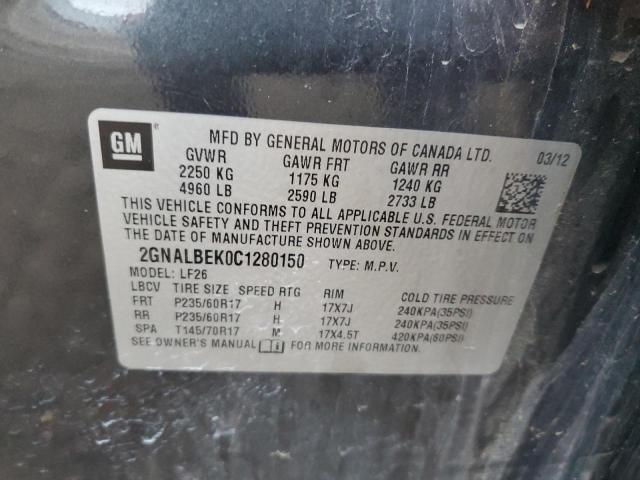 GM
MFD BY GENERAL MOTORS OF CANADA LTD. 03/12
GVWR GAWR FRT GAWR RR
2250 KG 1175 KG 1240 KG
4960 LB 2590 LB 2733 LB
THIS VEHICLE CONFORMS TO ALL APPLICABLE U.S. FEDERAL MOTOR
VEHICLE SAFETY AND THEFT PREVENTION STANDARDS IN EFFECT ON
THE DATE OF MANUFACTURE SHOWN ABOVE.
2GNALBEK0C1280150 TYPE: M.P.V.
MODEL: LF26
LBCV TIRE SIZE SPEED RTG RIM COLD TIRE PRESSURE
FRT P235/60R17 H 17X7J 240KPA(35PSI)
RR P235/60R17 H 17X7J 240KPA(35PSI)
SPA T145/70R17 M 17X4.5T 420KPA(60PSI)
SEE OWNER'S MANUAL FOR MORE INFORMATION.